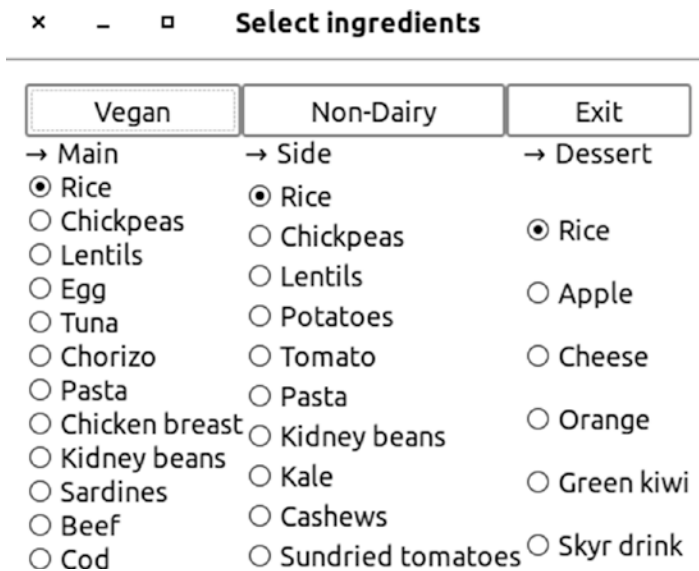 Select ingredients
Vegan Non-Dairy Exit
→ Main
Rice
Chickpeas
Lentils
Egg
Tuna
Chorizo
Pasta
Chicken breast
Kidney beans
Sardines
Beef
Cod
→ Side
Rice
Chickpeas
Lentils
Potatoes
Tomato
Pasta
Kidney beans
Kale
Cashews
Sundried tomatoes
→ Dessert
Rice
Apple
Cheese
Orange
Green kiwi
Skyr drink